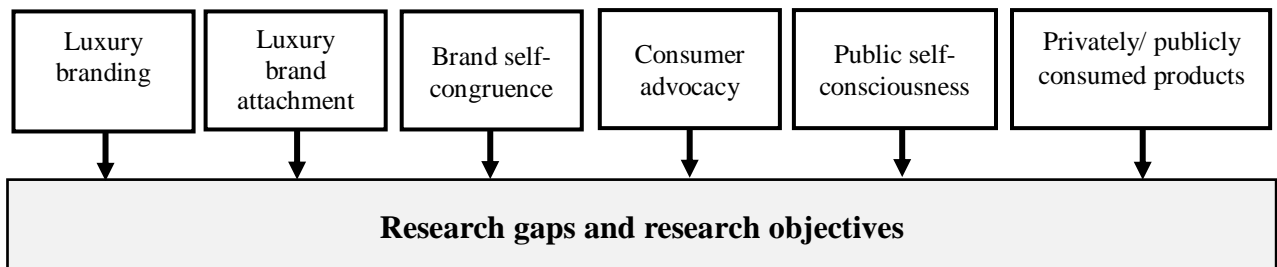 Luxury
branding
Luxury
brand
attachment
Brand self-
congruence
Consumer
advocacy
Public self-
consciousness
Privately/ publicly
consumed products
Research gaps and research objectives